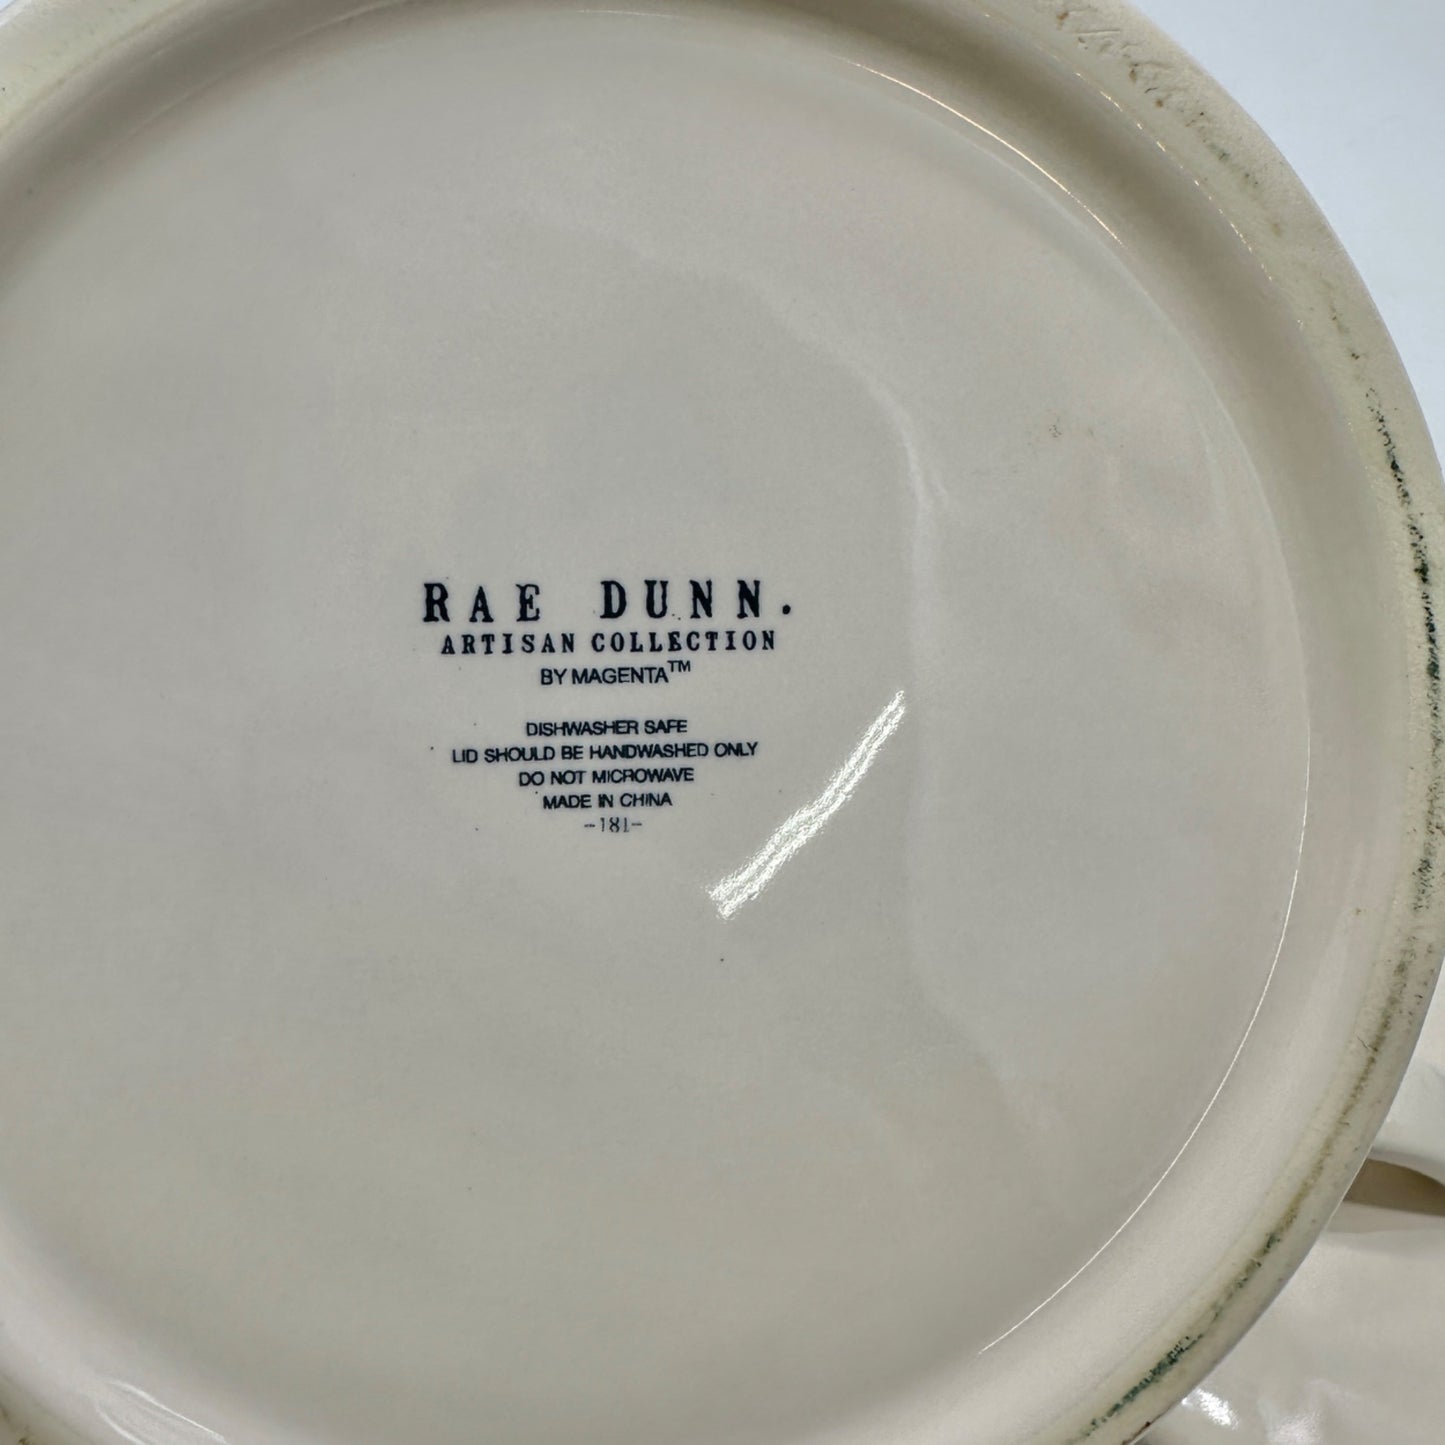 RAE DUNN.
ARTISAN COLLECTION
BY MAGENTA™
DISHWASHER SAFE
LID SHOULD BE HANDWASHED ONLY
DO NOT MICROWAVE
MADE IN CHINA
-181-